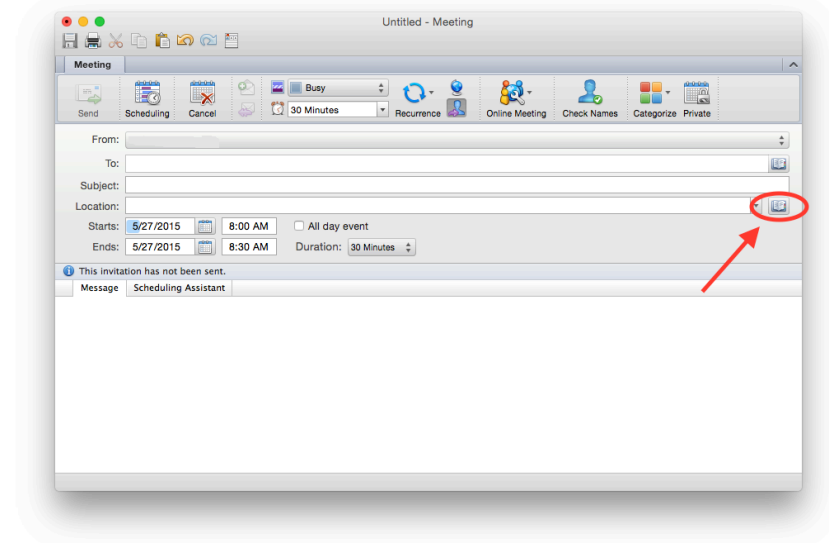 Untitled - Meeting
Meeting
Busy
30 Minutes
Send Scheduling Cancel Recurrence Online Meeting Check Names Categorize Private
From:
To:
Subject:
Location:
Starts: 5/27/2015 8:00 AM All day event
Ends: 5/27/2015 8:30 AM Duration: 30 Minutes
This invitation has not been sent.
Message Scheduling Assistant